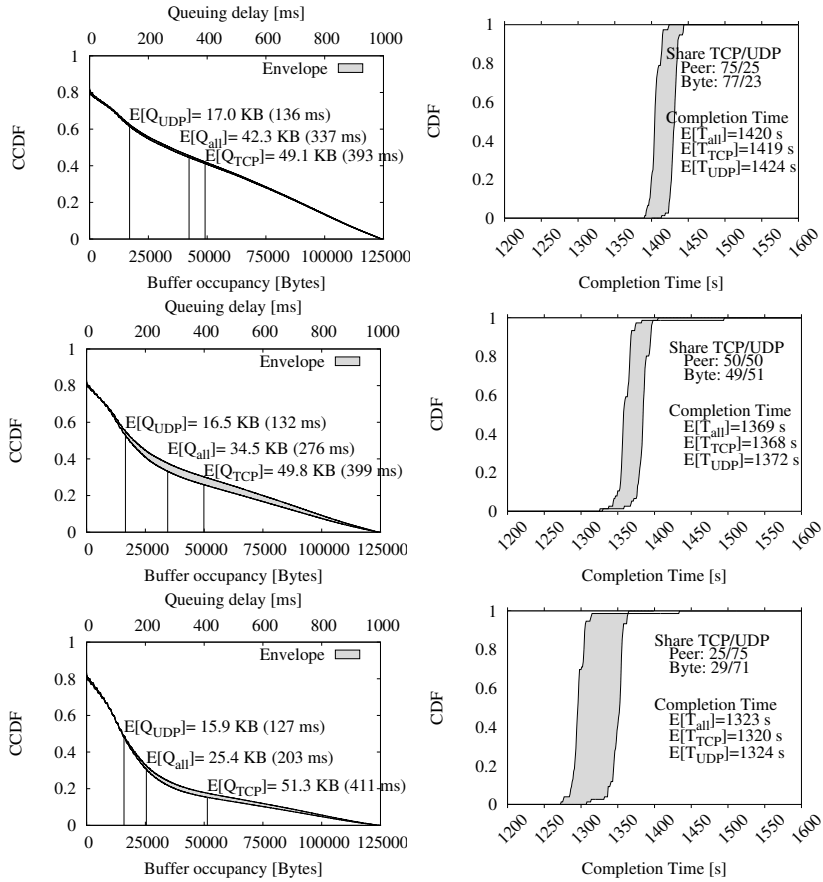 Queuing delay [ms]
0 200 400 600 800 1000
Envelope
1
0.8
0.6
0.4
0.2
0
CCDF
E[Q_UDP]= 17.0 KB (136 ms)
E[Q_all]= 42.3 KB (337 ms)
E[Q_TCP]= 49.1 KB (393 ms)
0 25000 50000 75000 100000 125000
Buffer occupancy [Bytes]
1
0.8
0.6
0.4
0.2
0
CDF
Share TCP/UDP
Peer: 75/25
Byte: 77/23
Completion Time
E[T_all]=1420 s
E[T_TCP]=1419 s
E[T_UDP]=1424 s
1200 1250 1300 1350 1400 1450 1500 1550 1600
Completion Time [s]
Queuing delay [ms]
0 200 400 600 800 1000
Envelope
1
0.8
0.6
0.4
0.2
0
CCDF
E[Q_UDP]= 16.5 KB (132 ms)
E[Q_all]= 34.5 KB (276 ms)
E[Q_TCP]= 49.8 KB (399 ms)
0 25000 50000 75000 100000 125000
Buffer occupancy [Bytes]
1
0.8
0.6
0.4
0.2
0
CDF
Share TCP/UDP
Peer: 50/50
Byte: 49/51
Completion Time
E[T_all]=1369 s
E[T_TCP]=1368 s
E[T_UDP]=1372 s
1200 1250 1300 1350 1400 1450 1500 1550 1600
Completion Time [s]
Queuing delay [ms]
0 200 400 600 800 1000
Envelope
1
0.8
0.6
0.4
0.2
0
CCDF
E[Q_UDP]= 15.9 KB (127 ms)
E[Q_all]= 25.4 KB (203 ms)
E[Q_TCP]= 51.3 KB (411 ms)
0 25000 50000 75000 100000 125000
Buffer occupancy [Bytes]
1
0.8
0.6
0.4
0.2
0
CDF
Share TCP/UDP
Peer: 25/75
Byte: 29/71
Completion Time
E[T_all]=1323 s
E[T_TCP]=1320 s
E[T_UDP]=1324 s
1200 1250 1300 1350 1400 1450 1500 1550 1600
Completion Time [s]